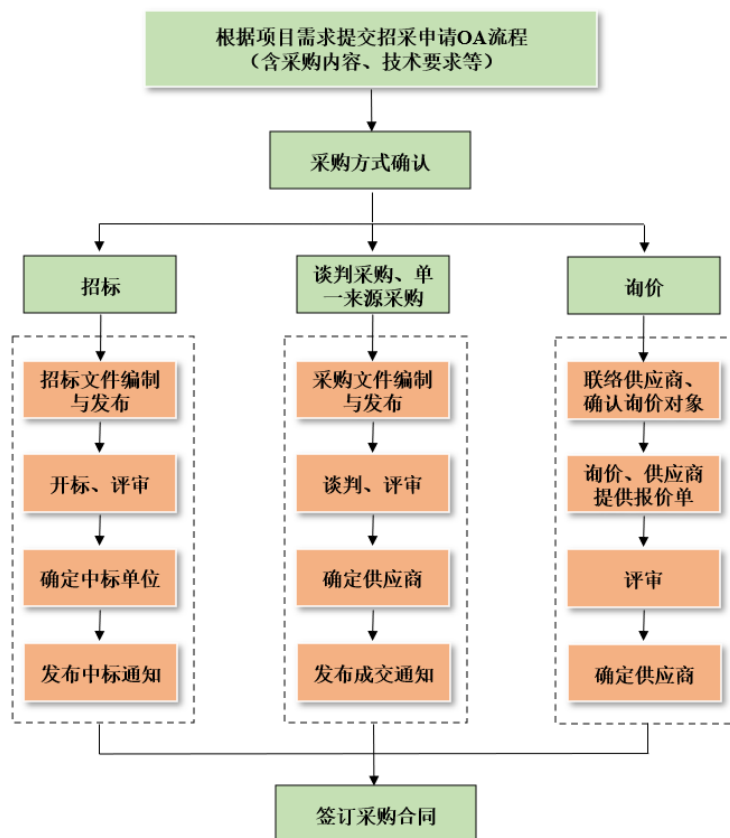 根据项目需求提交招采申请OA流程
（含采购内容、技术要求等）
采购方式确认
招标
谈判采购、单
一来源采购
询价
招标文件编制
与发布
开标、评审
确定中标单位
发布中标通知
采购文件编制
与发布
谈判、评审
确定供应商
发布成交通知
联络供应商、
确认询价对象
询价、供应商
提供报价单
评审
确定供应商
签订采购合同